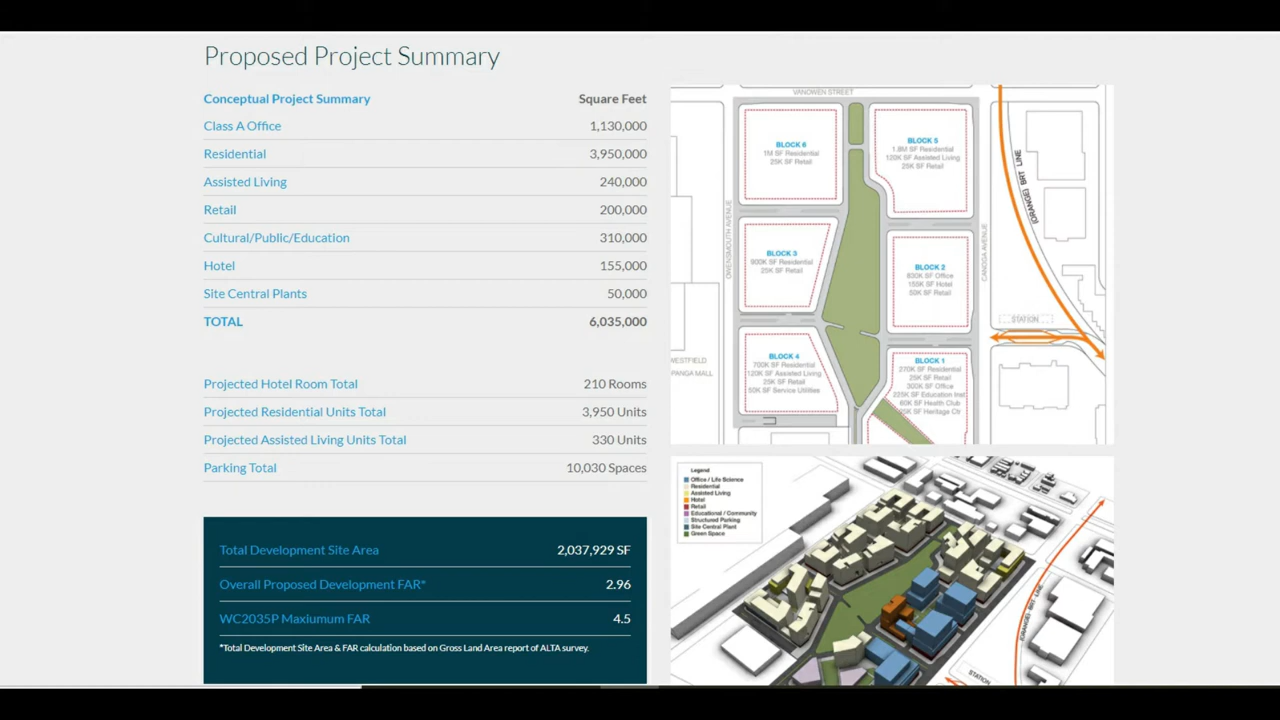 Proposed Project Summary
Conceptual Project Summary Square Feet
Class A Office 1,130,000
Residential 3,950,000
Assisted Living 240,000
Retail 200,000
Cultural/Public/Education 310,000
Hotel 155,000
Site Central Plants 50,000
TOTAL 6,035,000
Projected Hotel Room Total 210 Rooms
Projected Residential Units Total 3,950 Units
Projected Assisted Living Units Total 330 Units
Parking Total 10,030 Spaces
Total Development Site Area 2,037,929 SF
Overall Proposed Development FAR* 2.96
WC2035P Maxiumum FAR 4.5
*Total Development Site Area & FAR calculation based on Gross Land Area report of ALTA survey.
VANOWEN STREET
BLOCK 6
1M SF Residential
25K SF Retail
BLOCK 5
1.8M SF Residential
120K SF Assisted Living
25K SF Retail
(ORANGE) BRT LINE
OWENSMOUTH AVENUE
CANOGA AVENUE
BLOCK 3
900K SF Residential
25K SF Retail
BLOCK 2
830K SF Office
155K SF Hotel
50K SF Retail
STATION
WESTFIELD
PANGA MALL
BLOCK 4
700K SF Residential
120K SF Assisted Living
25K SF Retail
50K SF Service Utilities
BLOCK 1
270K SF Residential
25K SF Retail
300K SF Office
225K SF Education Inst
60K SF Health Club
25K SF Heritage Ctr
Legend
Office / Life Science
Residential
Assisted Living
Hotel
Retail
Educational / Community
Structured Parking
Site Central Plant
Green Space
(ORANGE) BRT LINE
STATION